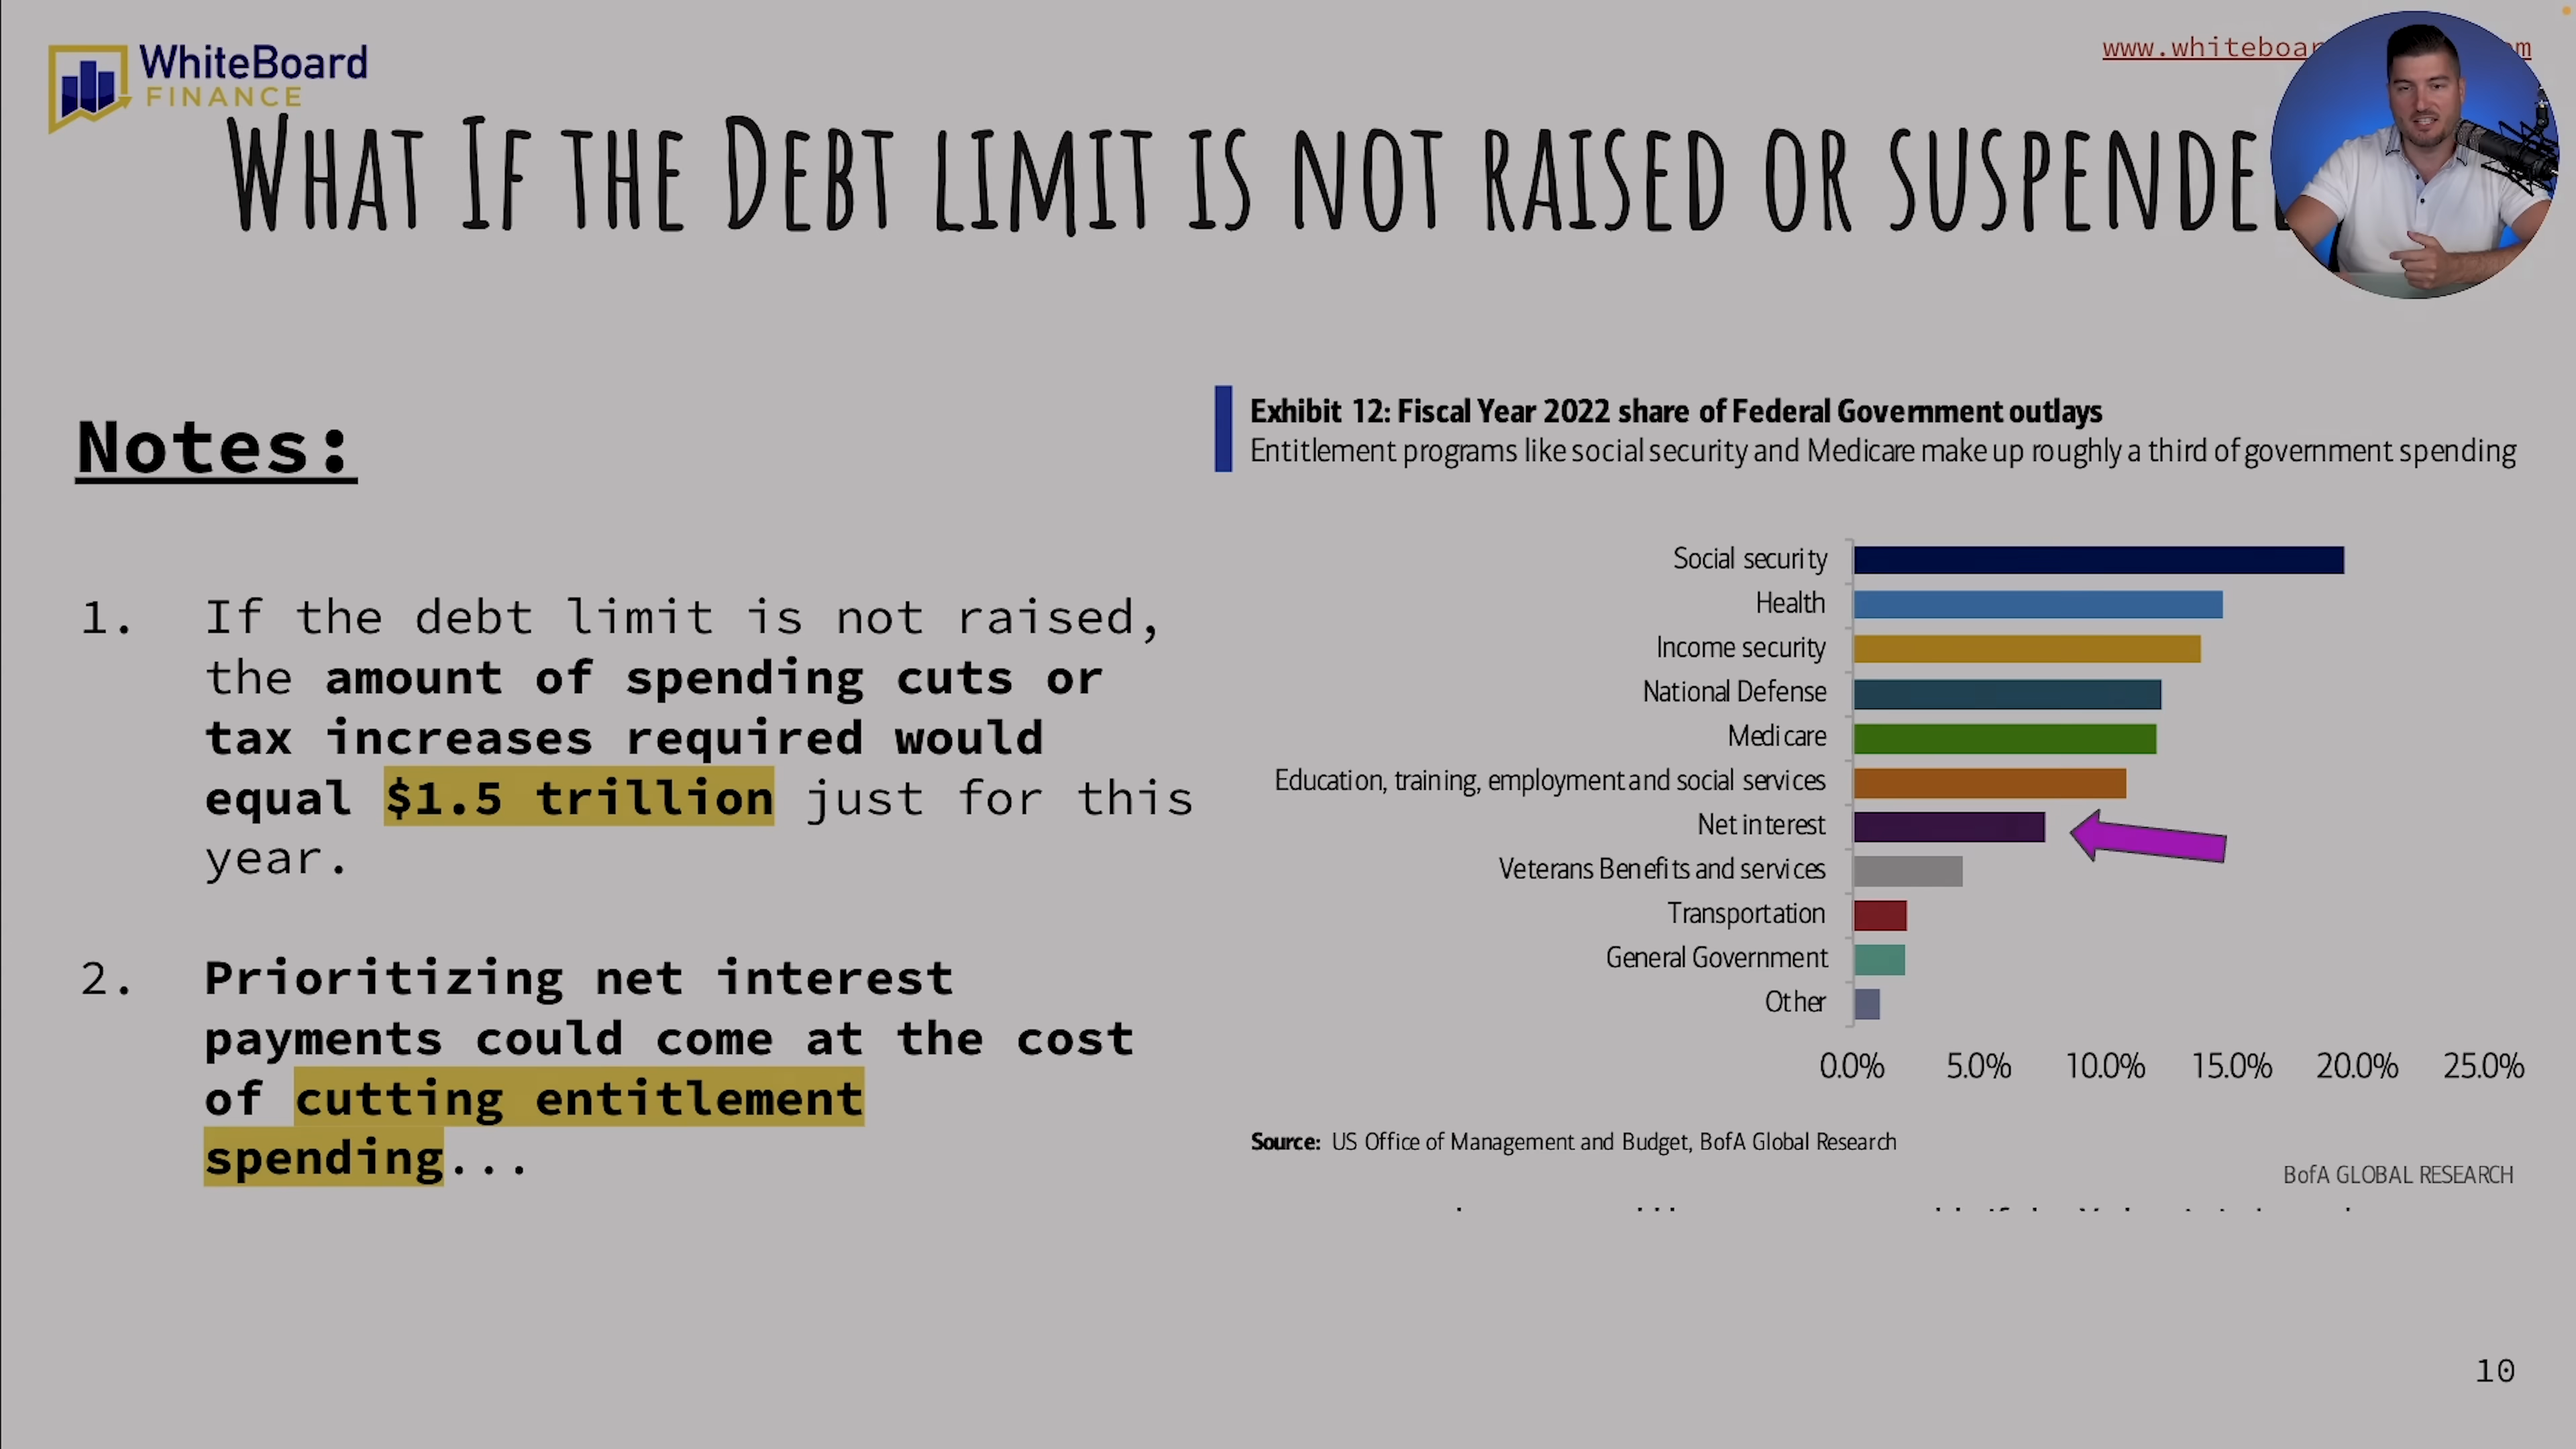 WhiteBoard
FINANCE
What If the Debt limit is not raised or
Notes:
1. If the debt limit is not raised,
the amount of spending cuts or
tax increases required would
equal $1.5 trillion just for this
year.
2. Prioritizing net interest
payments could come at the cost
of cutting entitlement
spending...
Exhibit 12: Fiscal Year 2022 share of Federal Government outlays
Entitlement programs like social security and Medicare make up roughly a third of government spending
Social security
Health
Income security
National Defense
Medicare
Education, training, employment and social services
Net interest
Veterans Benefits and services
Transportation
General Government
Other
0.0% 5.0% 10.0% 15.0% 20.0% 25.0%
Source: US Office of Management and Budget, BofA Global Research
BofA GLOBAL RESEARCH
10